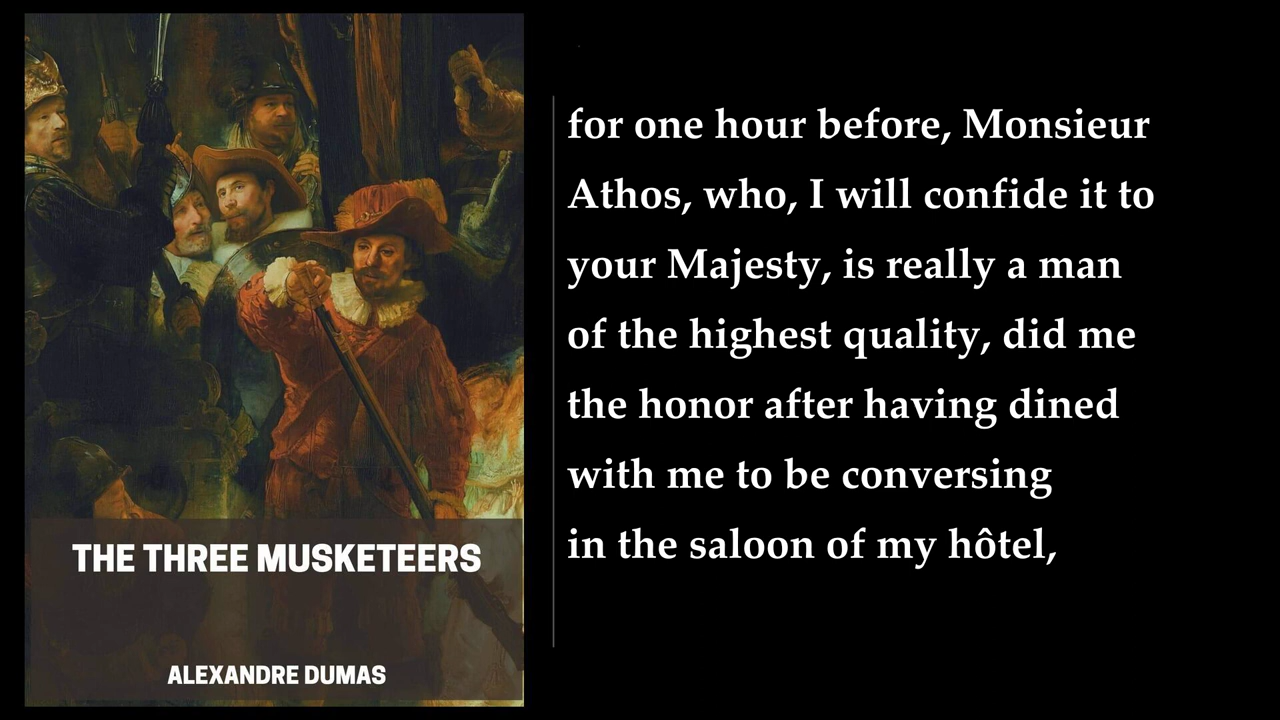 THE THREE MUSKETEERS
ALEXANDRE DUMAS
for one hour before, Monsieur
Athos, who, I will confide it to
your Majesty, is really a man
of the highest quality, did me
the honor after having dined
with me to be conversing
in the saloon of my hôtel,